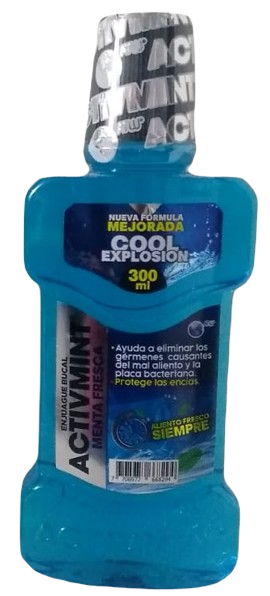 ACTIVMINT
NUEVA FÓRMULA
MEJORADA
COOL
EXPLOSIÓN
300
ml
ENJUAGUE BUCAL
ACTIVMINT
MENTA FRESCA
• Ayuda a eliminar los
gérmenes causantes
del mal aliento y la
placa bacteriana.
• Protege las encías.
ALIENTO FRESCO
SIEMPRE